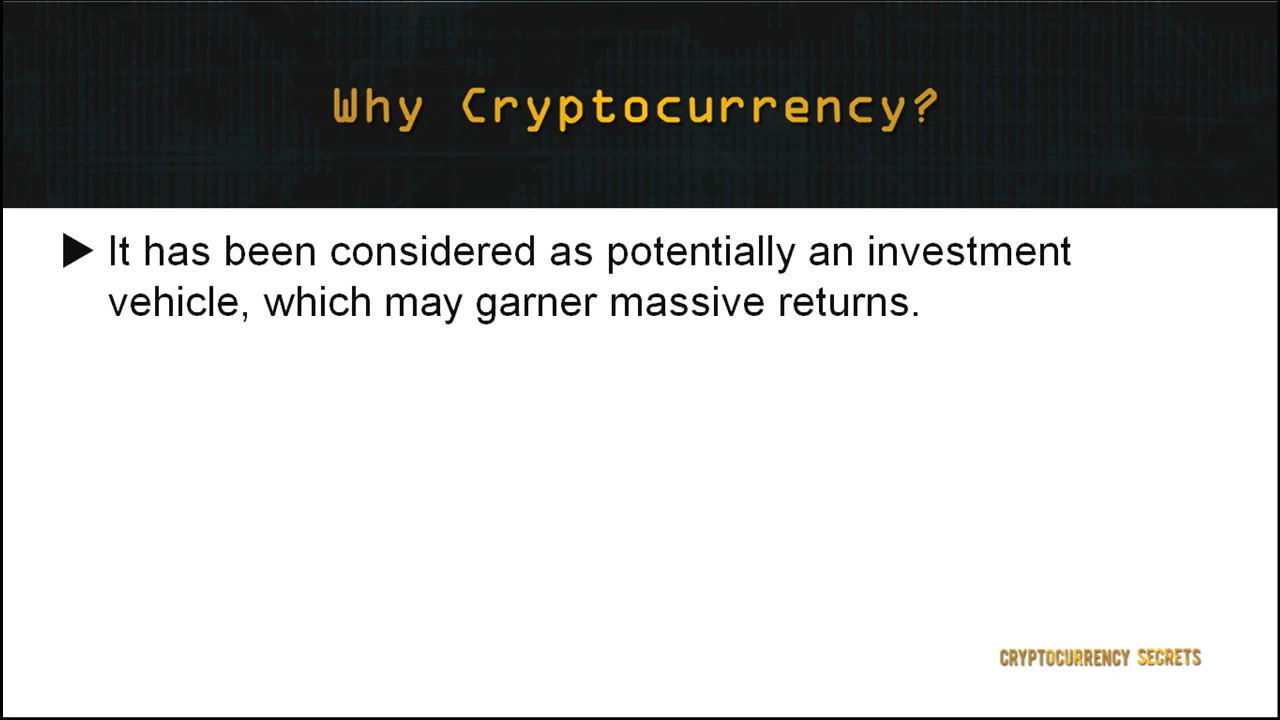 Why Cryptocurrency?
It has been considered as potentially an investment
vehicle, which may garner massive returns.
CRYPTOCURRENCY SECRETS